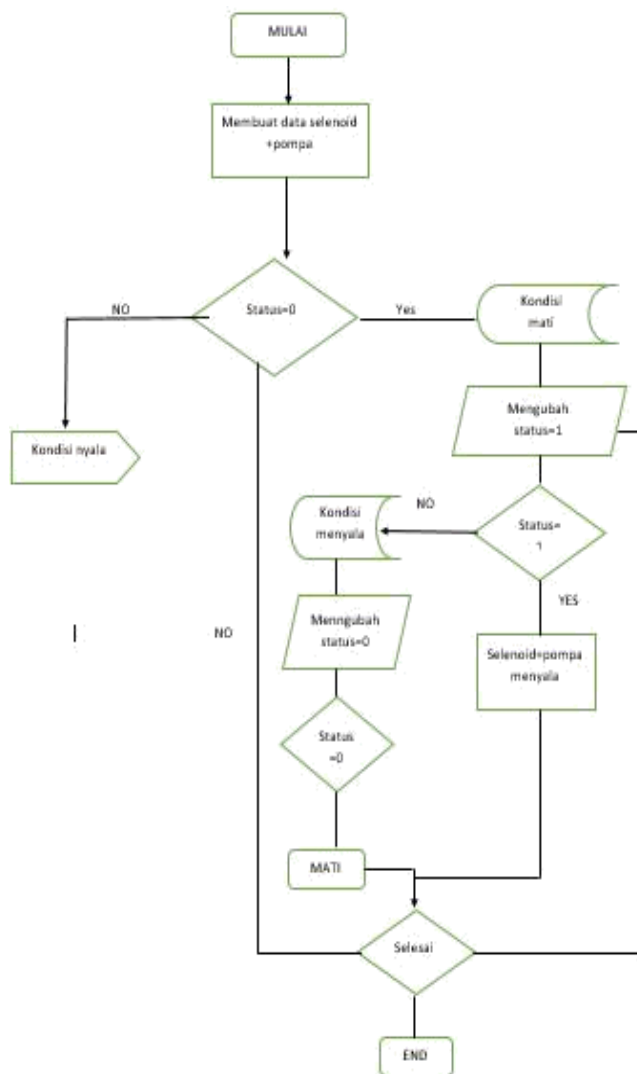 MULAI
Membuat data selenoid
+pompa
Status=0
NO
Yes
Kondisi
mati
Kondisi nyala
Mengubah
status=1
Kondisi
menyala
NO
Status=
YES
Menngubah
status=0
NO
Selenoid=pompa
menyala
Status
=0
MATI
Selesai
END